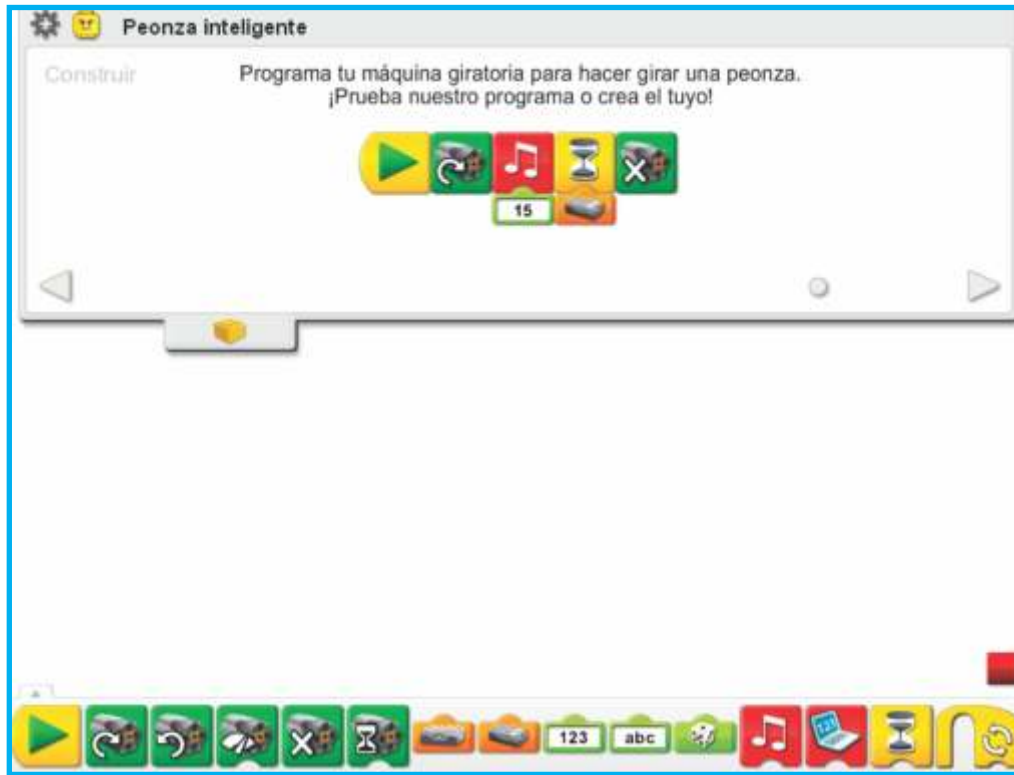 Peonza inteligente
Construir
Programa tu máquina giratoria para hacer girar una peonza.
¡Prueba nuestro programa o crea el tuyo!
15
123 abc